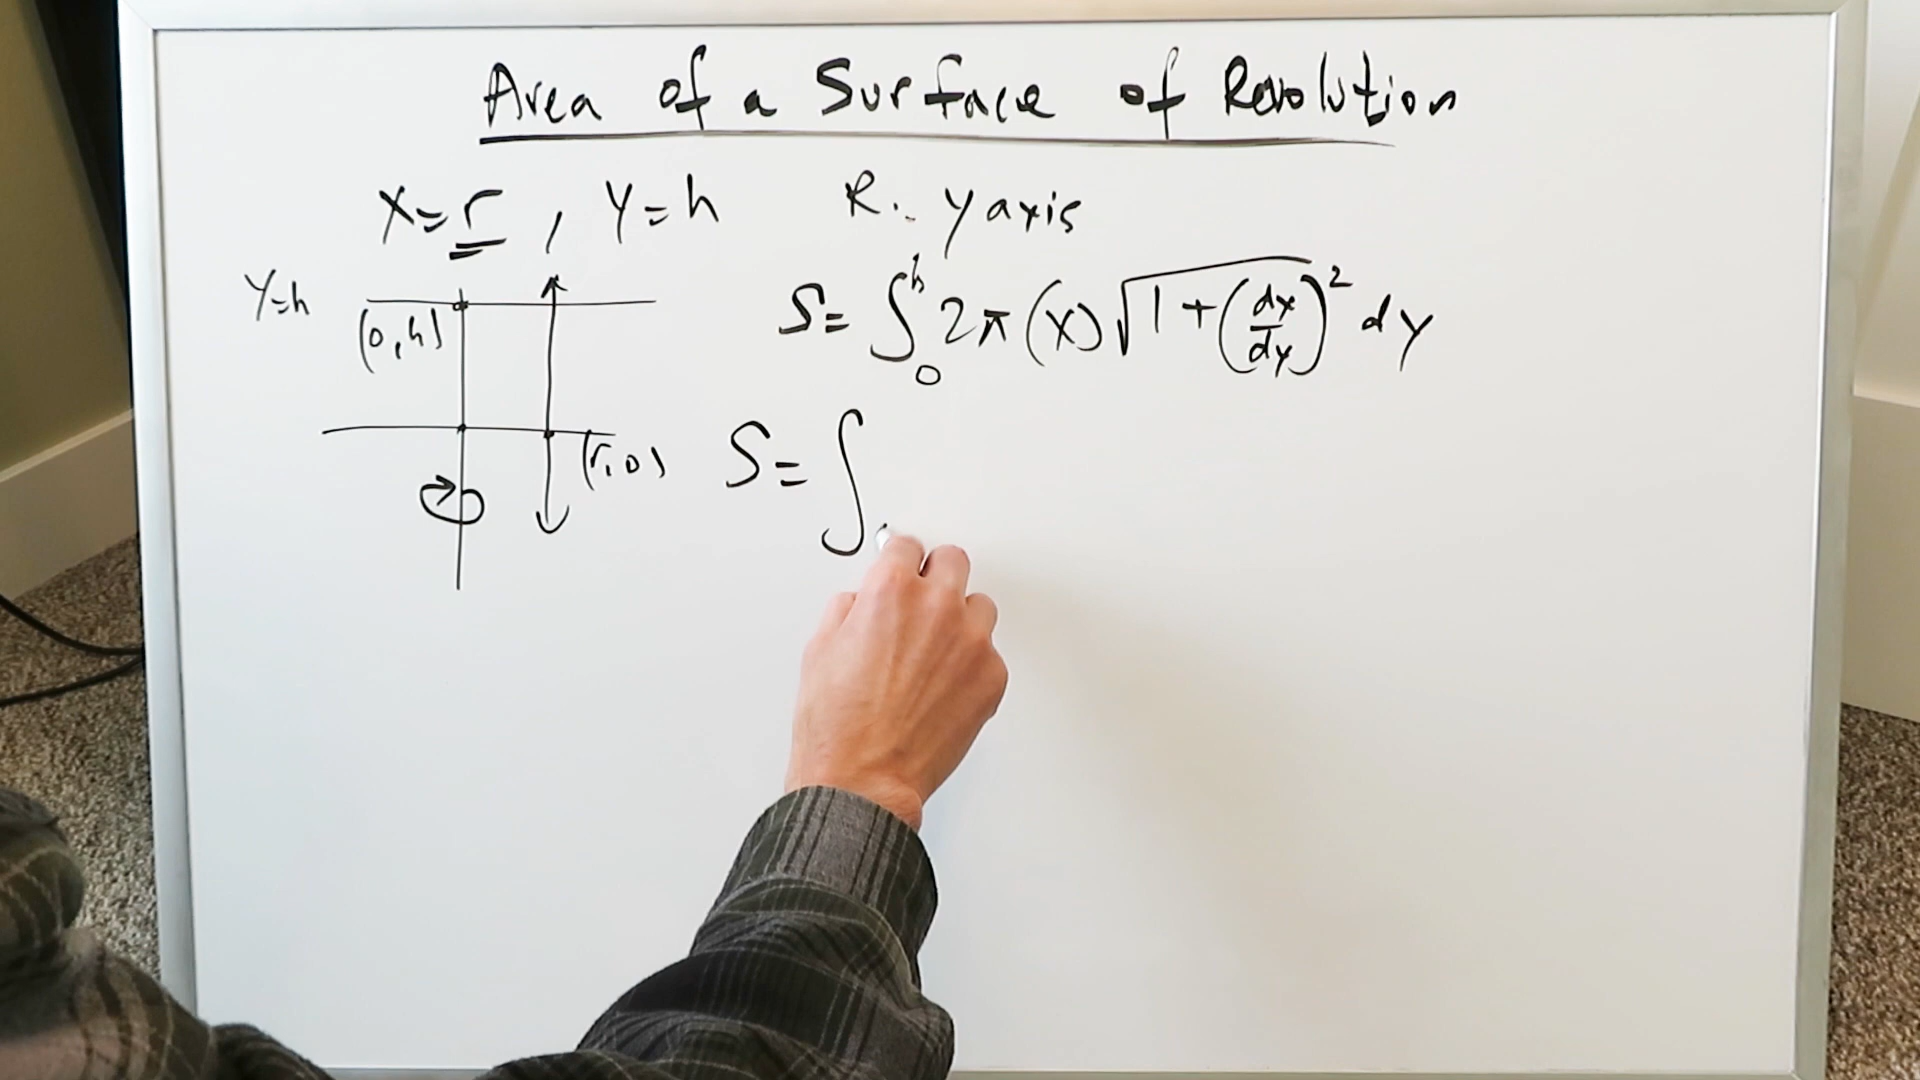 Area of a Surface of Revolution
x=r, y=h R. y axis
y=h
(0,h)
S= ∫₀ʰ 2π(x)√1+(dx/dy)² dy
(r,0)
S= ∫